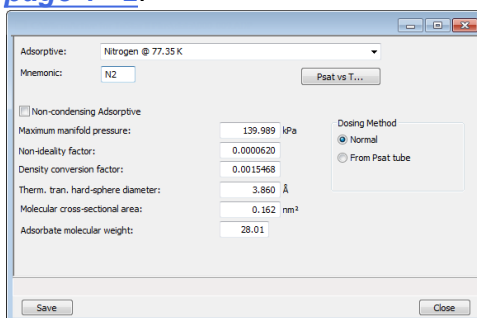 Adsorptive: Nitrogen @ 77.35 K
Mnemonic: N2 Psat vs T...
Non-condensing Adsorptive
Maximum manifold pressure: 139.989 kPa
Non-ideality factor: 0.0000620
Density conversion factor: 0.0015468
Therm. tran. hard-sphere diameter: 3.860 Å
Molecular cross-sectional area: 0.162 nm²
Adsorbate molecular weight: 28.01
Dosing Method
Normal
From Psat tube
Save Close